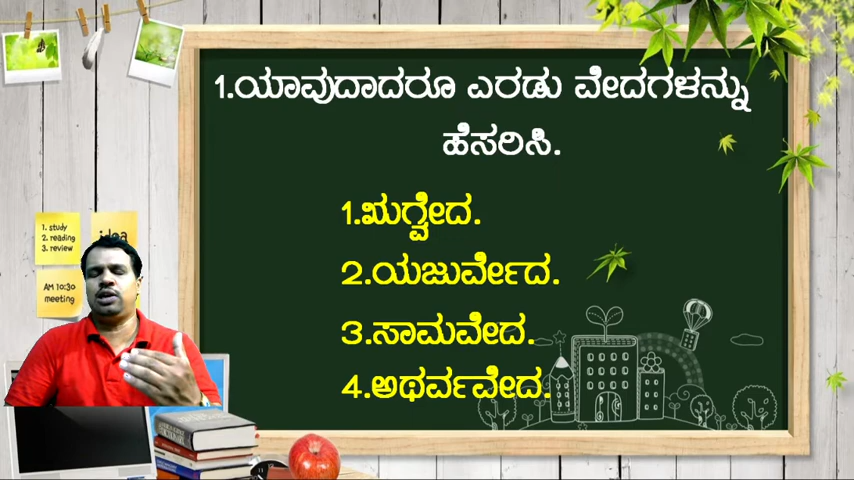 1.ಯಾವುದಾದರೂ ಎರಡು ವೇದಗಳನ್ನು
ಹೆಸರಿಸಿ.
1.ಋಗ್ವೇದ.
2.ಯಜುರ್ವೇದ.
3.ಸಾಮವೇದ.
4.ಅಥರ್ವವೇದ.
1. study
2. reading
3. review
idea
AM 10:30
meeting